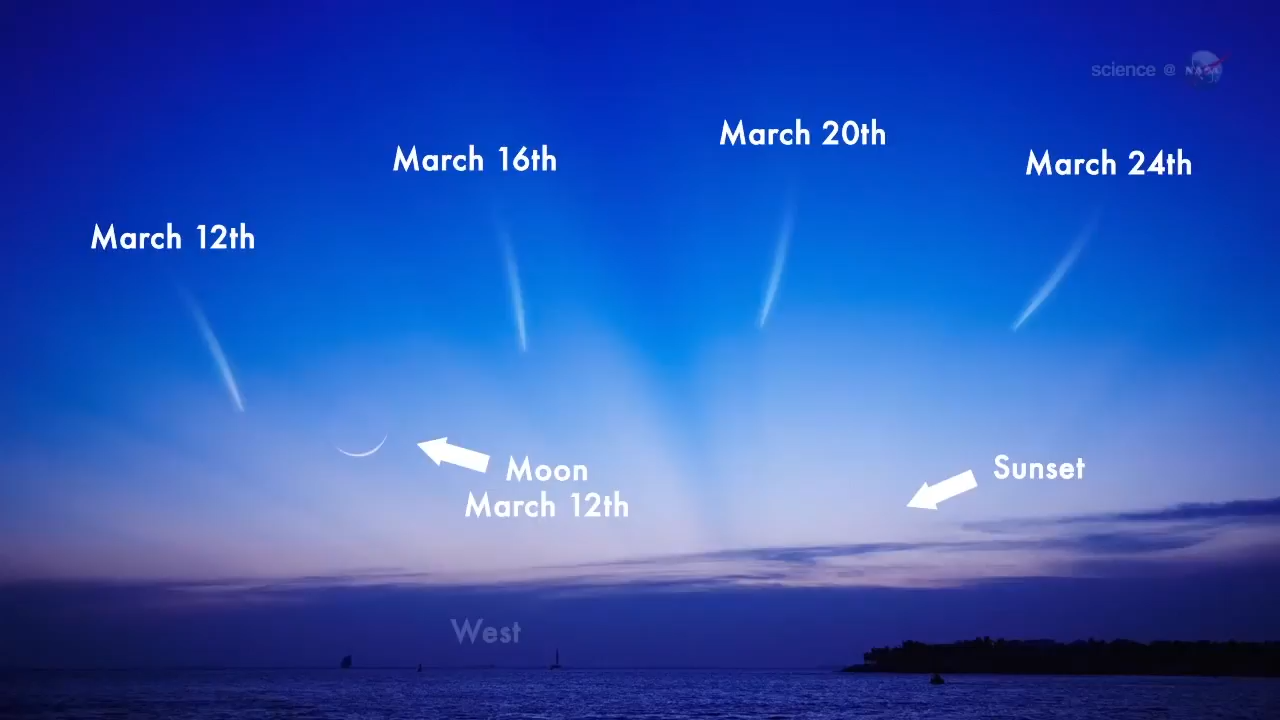 science @ NASA
March 20th
March 16th
March 24th
March 12th
Moon
March 12th
Sunset
West